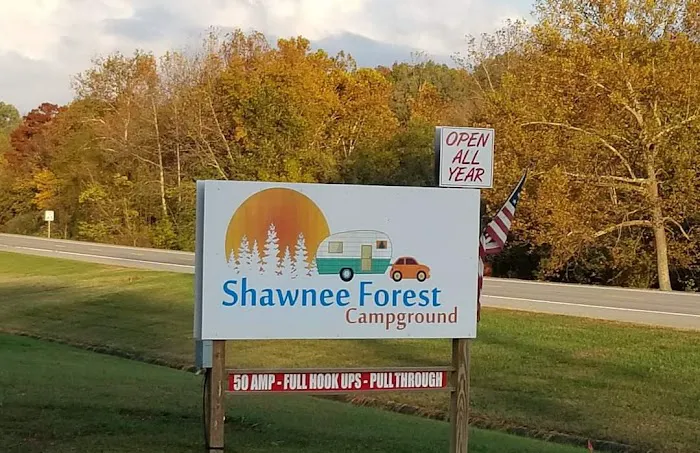 OPEN
ALL
YEAR
Shawnee Forest
Campground
50 AMP - FULL HOOK UPS - PULL THROUGH